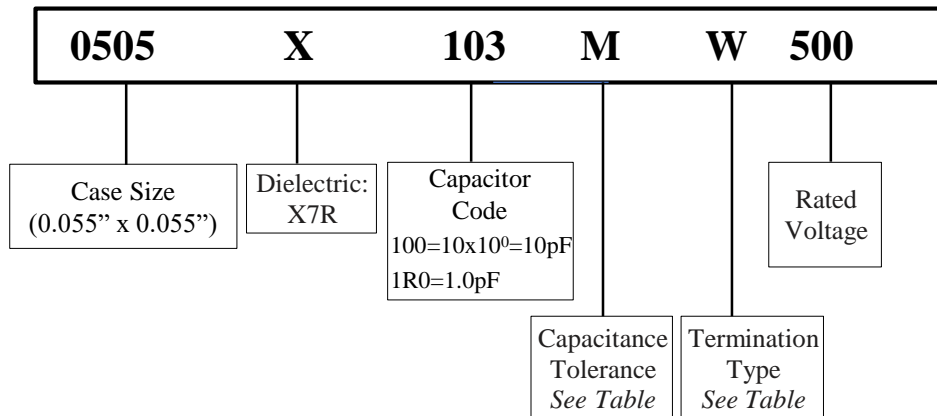 0505 X 103 M W 500
Case Size
(0.055” x 0.055”)
Dielectric:
X7R
Capacitor
Code
100=10x10⁰=10pF
1R0=1.0pF
Rated
Voltage
Capacitance
Tolerance
See Table
Termination
Type
See Table